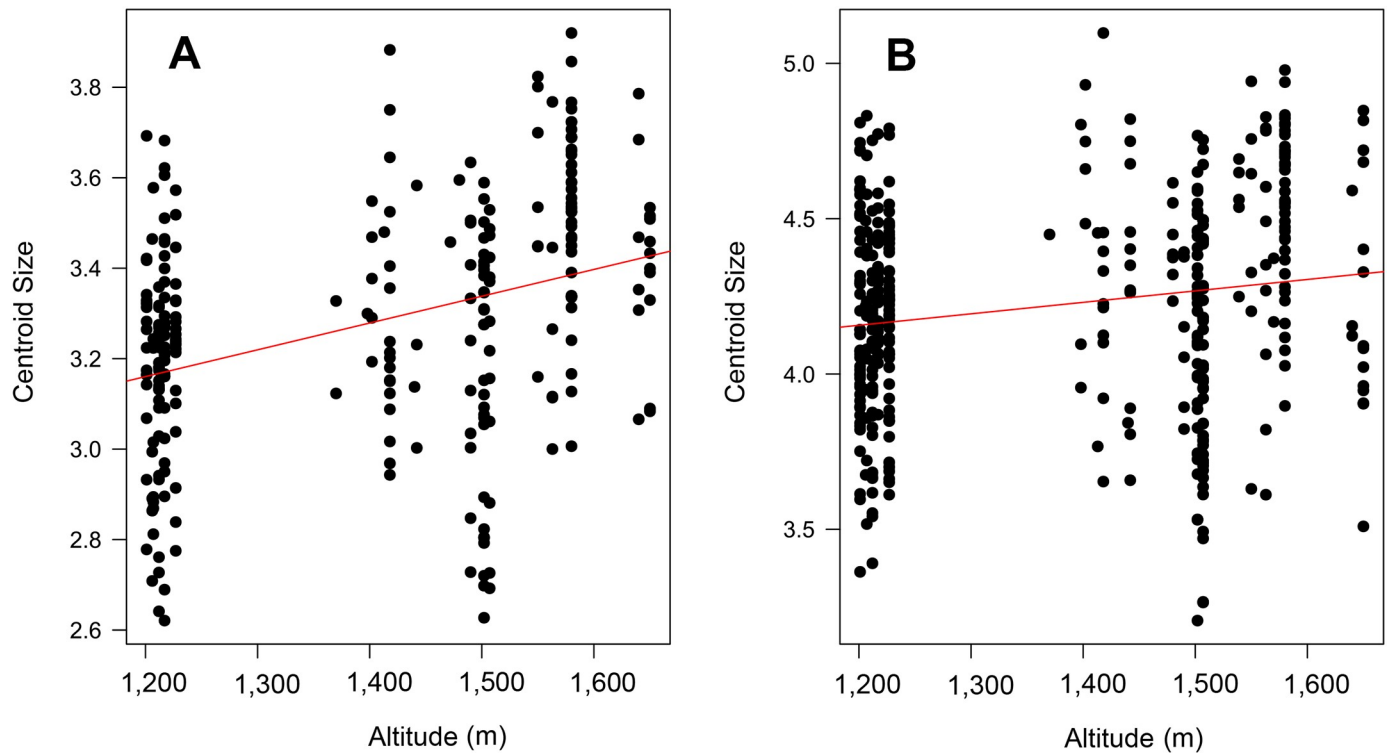 A
Centroid Size
3.8
3.6
3.4
3.2
3.0
2.8
2.6
1,200 1,300 1,400 1,500 1,600
Altitude (m)
B
Centroid Size
5.0
4.5
4.0
3.5
1,200 1,300 1,400 1,500 1,600
Altitude (m)